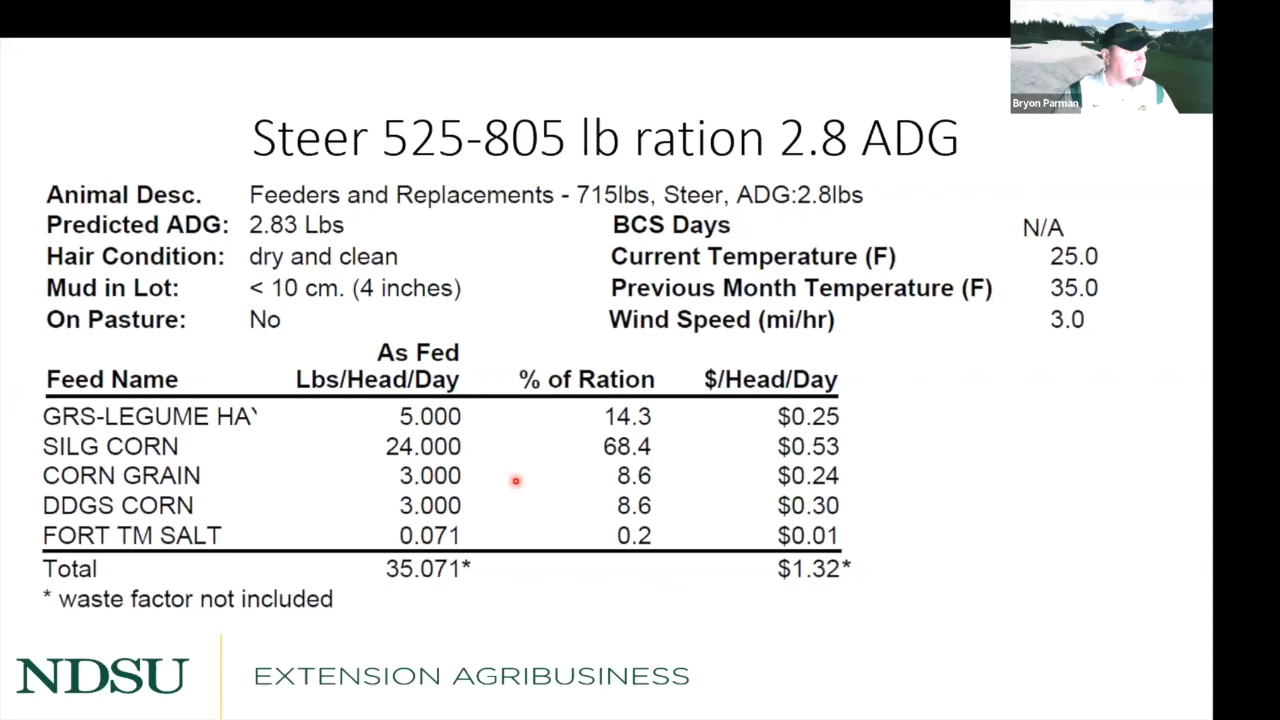 Bryon Parman
Steer 525-805 lb ration 2.8 ADG
Animal Desc. Feeders and Replacements - 715lbs, Steer, ADG:2.8lbs
Predicted ADG: 2.83 Lbs BCS Days N/A
Hair Condition: dry and clean Current Temperature (F) 25.0
Mud in Lot: < 10 cm. (4 inches) Previous Month Temperature (F) 35.0
On Pasture: No Wind Speed (mi/hr) 3.0
As Fed
Feed Name Lbs/Head/Day % of Ration $/Head/Day
GRS-LEGUME HAY 5.000 14.3 $0.25
SILG CORN 24.000 68.4 $0.53
CORN GRAIN 3.000 8.6 $0.24
DDGS CORN 3.000 8.6 $0.30
FORT TM SALT 0.071 0.2 $0.01
Total 35.071* $1.32*
* waste factor not included
NDSU EXTENSION AGRIBUSINESS